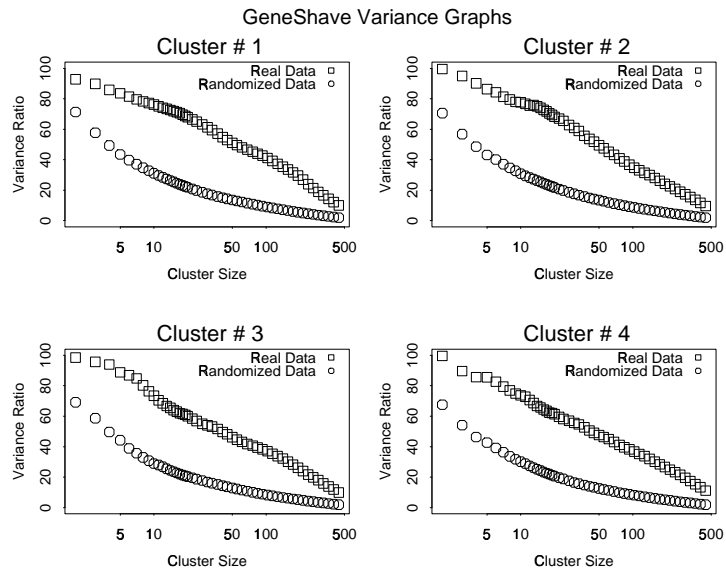 GeneShave Variance Graphs
Cluster # 1
Real Data
Randomized Data
Variance Ratio
0 20 40 60 80 100
5 10 50 100 500
Cluster Size
Cluster # 2
Real Data
Randomized Data
Variance Ratio
0 20 40 60 80 100
5 10 50 100 500
Cluster Size
Cluster # 3
Real Data
Randomized Data
Variance Ratio
0 20 40 60 80 100
5 10 50 100 500
Cluster Size
Cluster # 4
Real Data
Randomized Data
Variance Ratio
0 20 40 60 80 100
5 10 50 100 500
Cluster Size